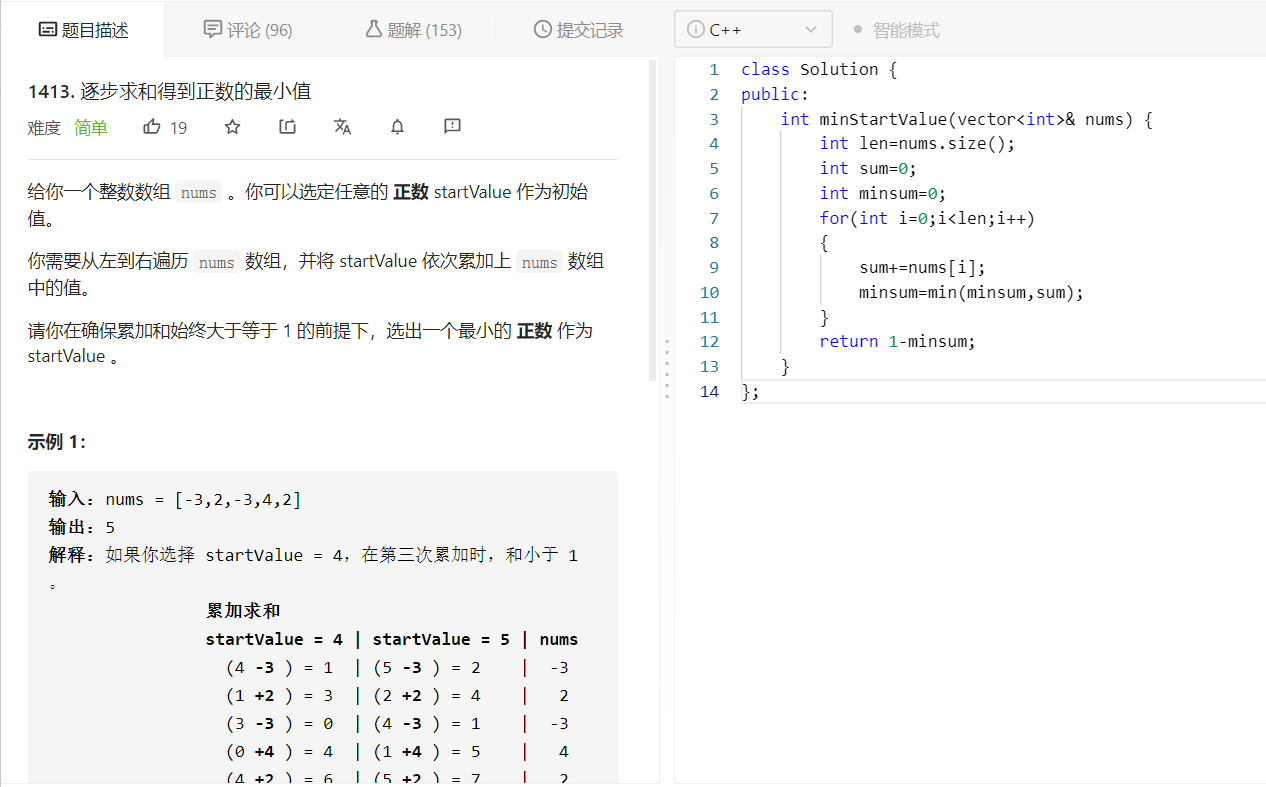 题目描述
评论 (96)
题解 (153)
提交记录
C++
智能模式
1413. 逐步求和得到正数的最小值
难度 简单 19
给你一个整数数组 nums 。你可以选定任意的 正数 startValue 作为初始
值。
你需要从左到右遍历 nums 数组，并将 startValue 依次累加上 nums 数组
中的值。
请你在确保累加和始终大于等于 1 的前提下，选出一个最小的 正数 作为
startValue 。
示例 1：
输入：nums = [-3,2,-3,4,2]
输出：5
解释：如果你选择 startValue = 4，在第三次累加时，和小于 1
。
累加求和
startValue = 4 | startValue = 5 | nums
(4 -3 ) = 1 | (5 -3 ) = 2 | -3
(1 +2 ) = 3 | (2 +2 ) = 4 | 2
(3 -3 ) = 0 | (4 -3 ) = 1 | -3
(0 +4 ) = 4 | (1 +4 ) = 5 | 4
(4 +2 ) = 6 | (5 +2 ) = 7 | 2
1 class Solution {
2 public:
3 int minStartValue(vector<int>& nums) {
4 int len=nums.size();
5 int sum=0;
6 int minsum=0;
7 for(int i=0;i<len;i++)
8 {
9 sum+=nums[i];
10 minsum=min(minsum,sum);
11 }
12 return 1-minsum;
13 }
14 };